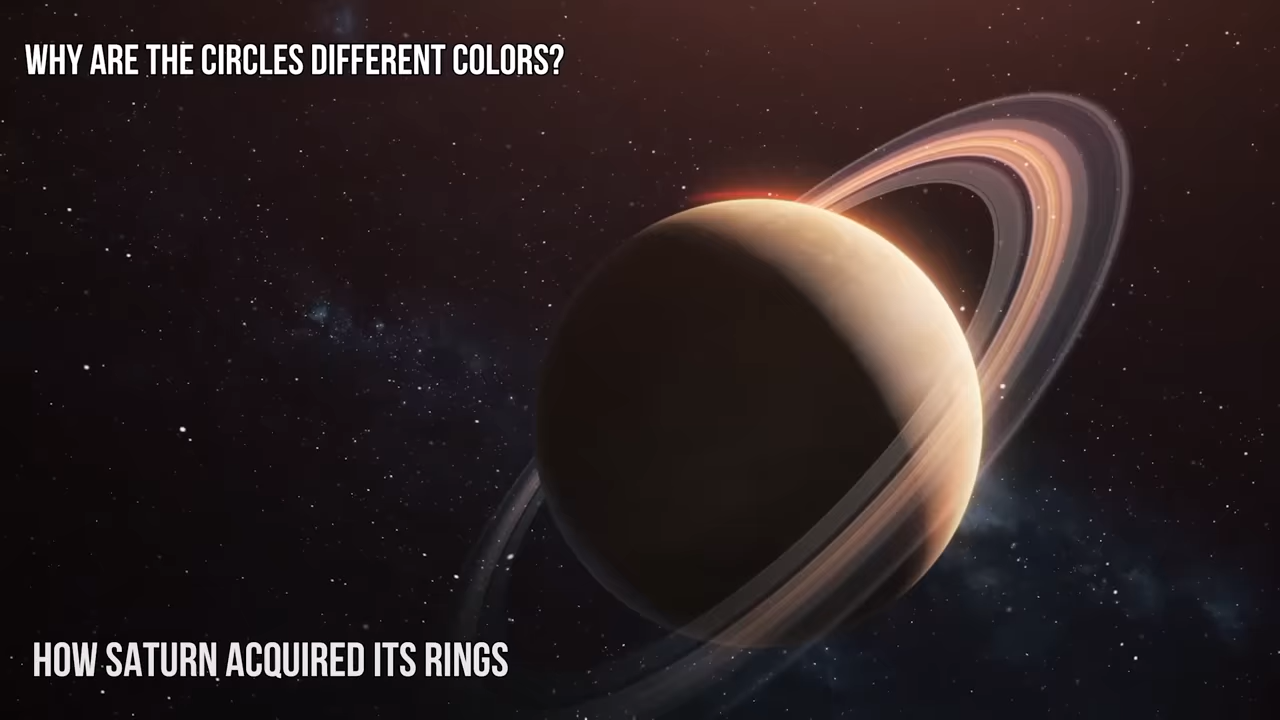 WHY ARE THE CIRCLES DIFFERENT COLORS?
HOW SATURN ACQUIRED ITS RINGS